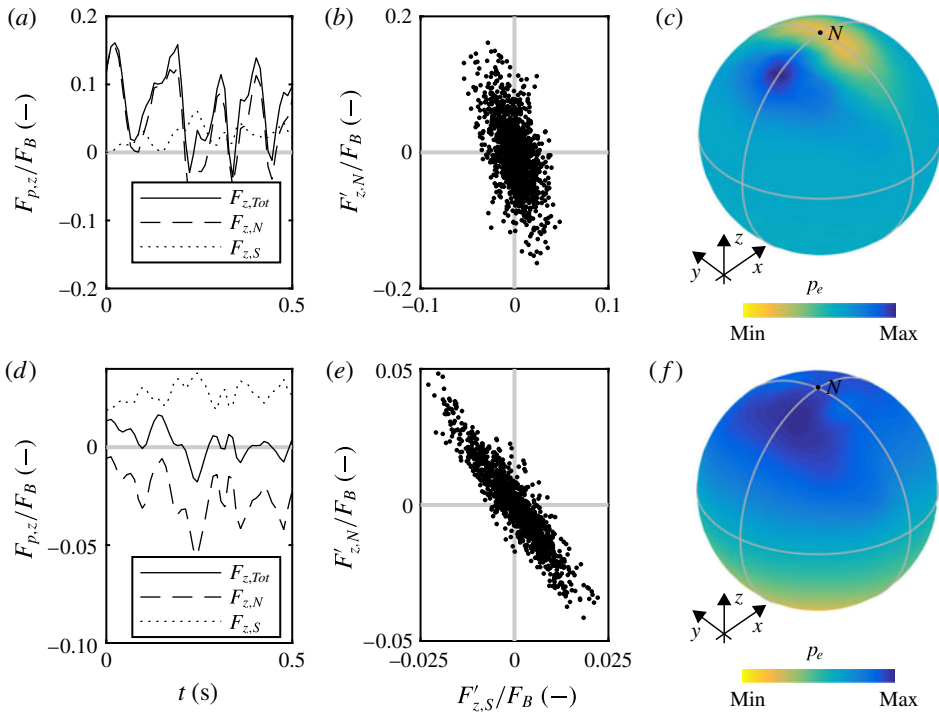 (a)
0.2
0.1
0
−0.1
−0.2
F_{p,z}/F_B (—)
F_{z,Tot}
F_{z,N}
F_{z,S}
0
0.5
(b)
0.2
0
0.2
F′_{z,N}/F_B (—)
−0.1
0
0.1
(c)
N
z
y
x
p_e
Min
Max
(d)
0
−0.05
−0.10
F_{p,z}/F_B (—)
F_{z,Tot}
F_{z,N}
F_{z,S}
0
0.5
t (s)
(e)
0.05
0
−0.05
F′_{z,N}/F_B (—)
−0.025
0
0.025
F′_{z,S}/F_B (—)
(f)
N
z
y
x
p_e
Min
Max